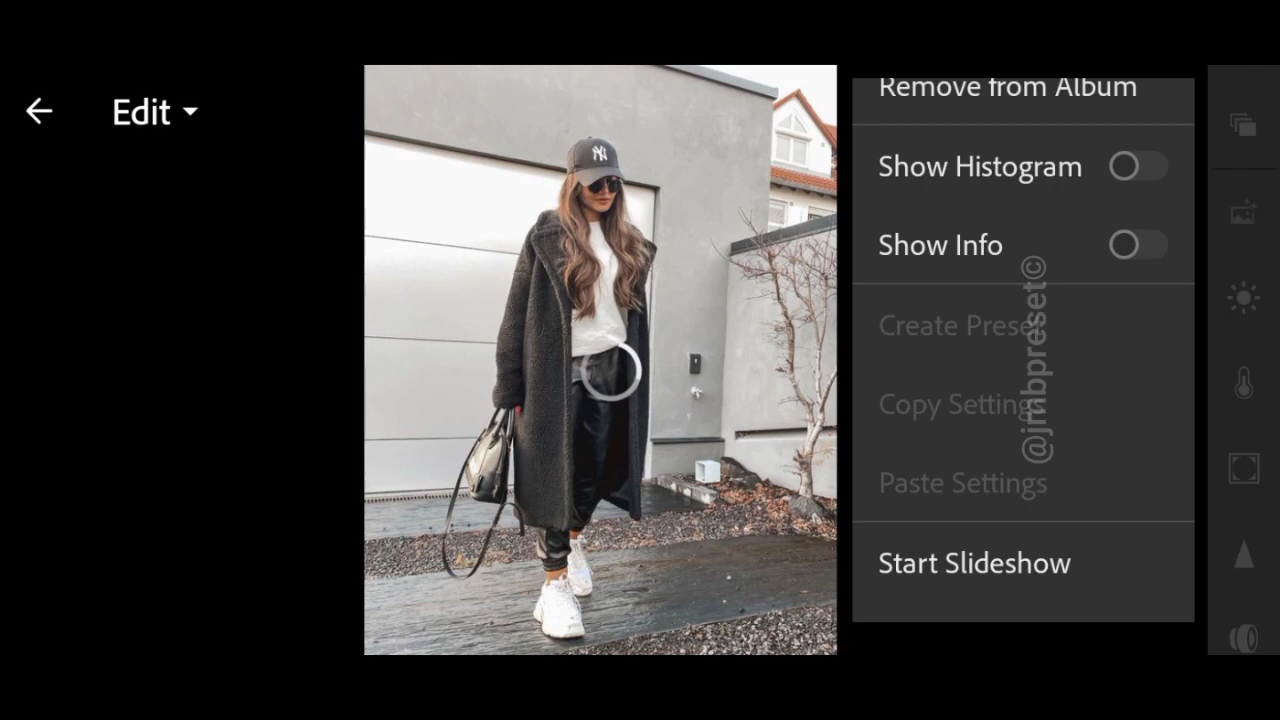 Edit
Remove from Album
Show Histogram
Show Info
Create Preset
Copy Settings
Paste Settings
Start Slideshow
@jmbpreset©
NY